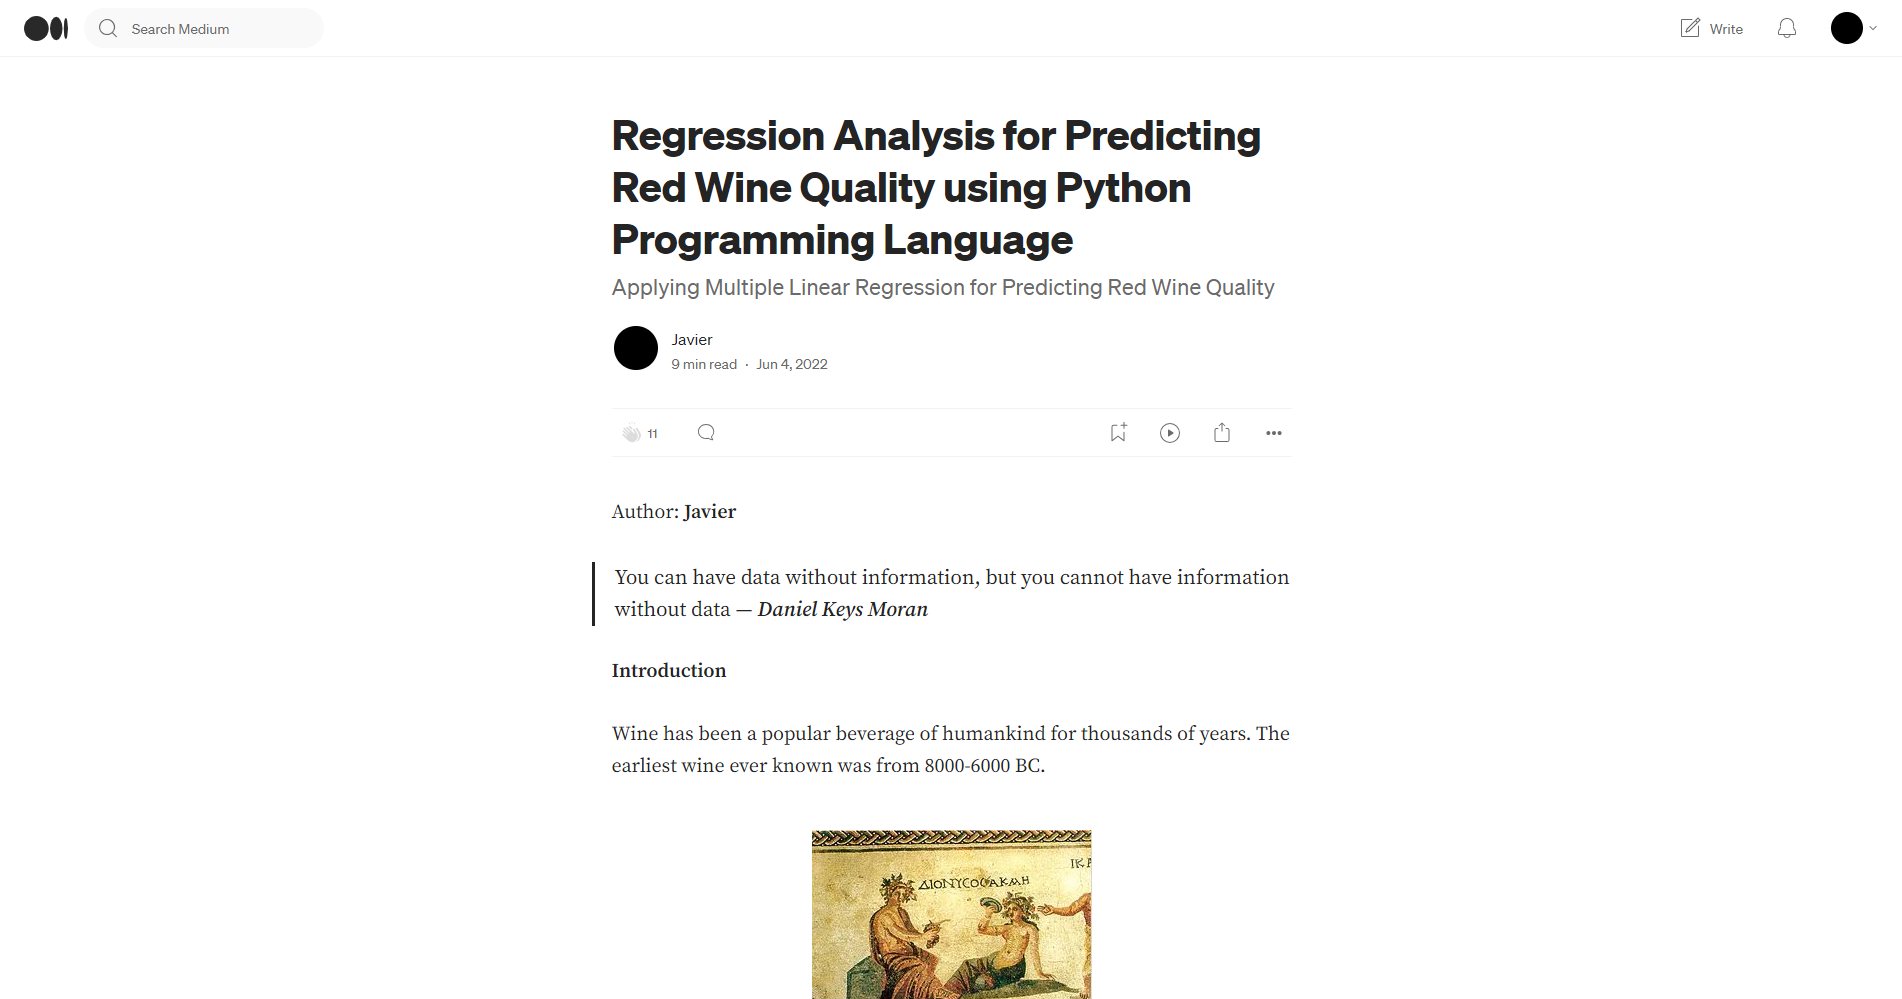 Search Medium
Write
Regression Analysis for Predicting
Red Wine Quality using Python
Programming Language
Applying Multiple Linear Regression for Predicting Red Wine Quality
Javier
9 min read · Jun 4, 2022
11
Author: Javier
You can have data without information, but you cannot have information
without data — Daniel Keys Moran
Introduction
Wine has been a popular beverage of humankind for thousands of years. The
earliest wine ever known was from 8000-6000 BC.